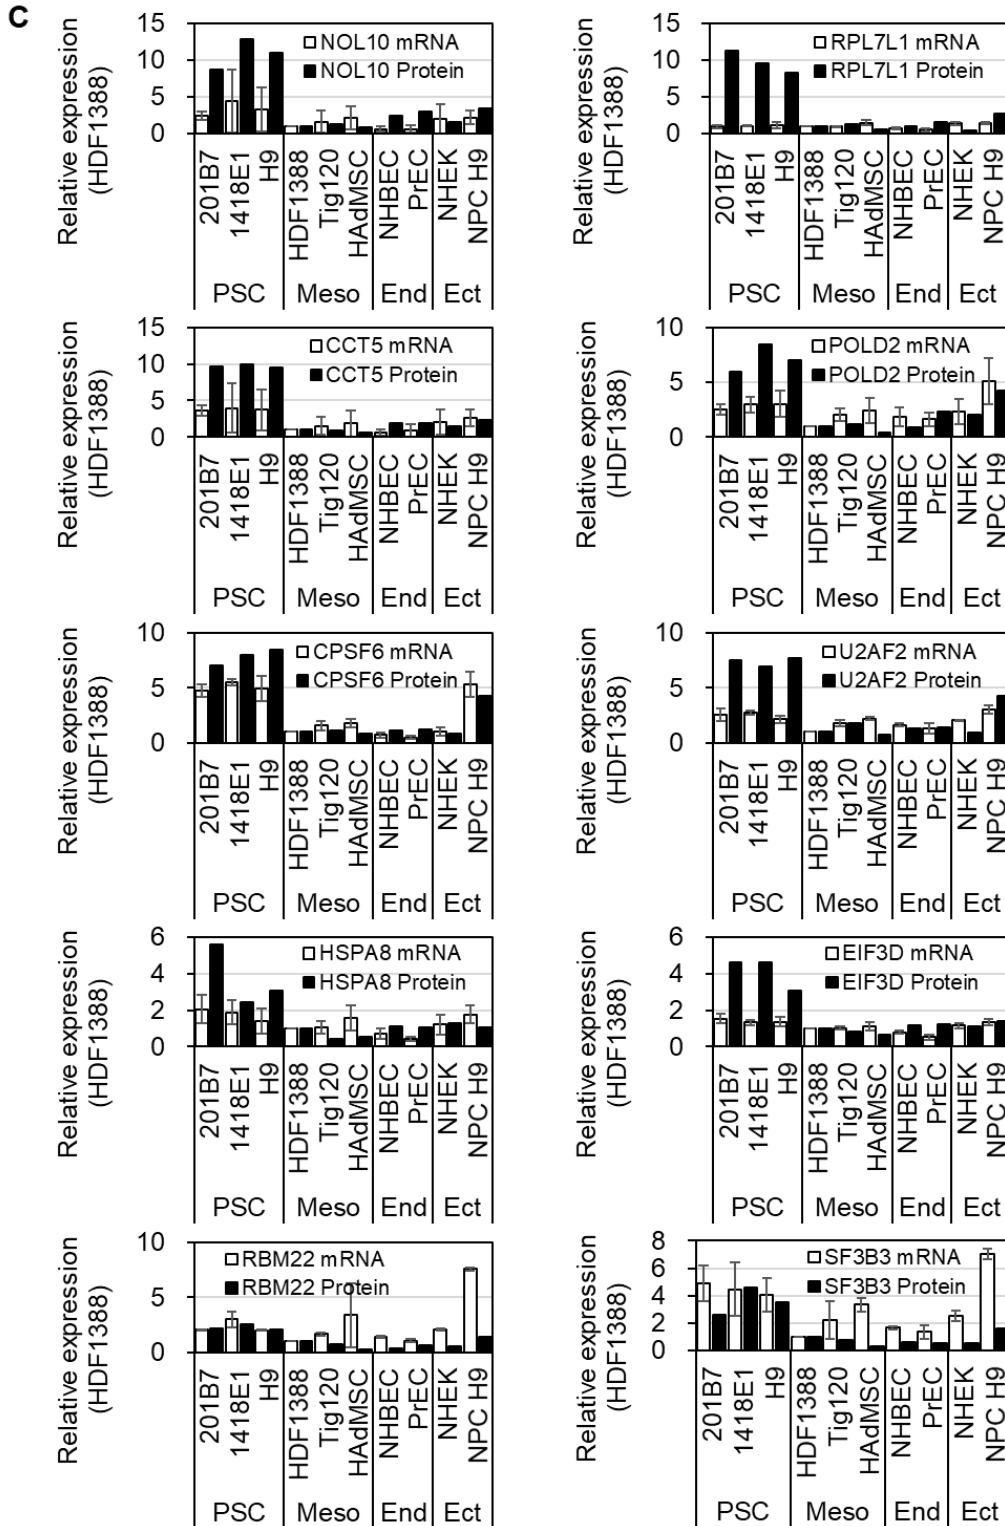 C
Relative expression
(HDF1388)
15
10
5
0
NOL10 mRNA
NOL10 Protein
201B7
1418E1
H9
HDF1388
Tig120
HAdMSC
NHBEC
PrEC
NHEK
NPC H9
PSC
Meso
End
Ect
Relative expression
(HDF1388)
15
10
5
0
RPL7L1 mRNA
RPL7L1 Protein
201B7
1418E1
H9
HDF1388
Tig120
HAdMSC
NHBEC
PrEC
NHEK
NPC H9
PSC
Meso
End
Ect
Relative expression
(HDF1388)
15
10
5
0
CCT5 mRNA
CCT5 Protein
201B7
1418E1
H9
HDF1388
Tig120
HAdMSC
NHBEC
PrEC
NHEK
NPC H9
PSC
Meso
End
Ect
Relative expression
(HDF1388)
10
5
0
POLD2 mRNA
POLD2 Protein
201B7
1418E1
H9
HDF1388
Tig120
HAdMSC
NHBEC
PrEC
NHEK
NPC H9
PSC
Meso
End
Ect
Relative expression
(HDF1388)
10
5
0
CPSF6 mRNA
CPSF6 Protein
201B7
1418E1
H9
HDF1388
Tig120
HAdMSC
NHBEC
PrEC
NHEK
NPC H9
PSC
Meso
End
Ect
Relative expression
(HDF1388)
10
5
0
U2AF2 mRNA
U2AF2 Protein
201B7
1418E1
H9
HDF1388
Tig120
HAdMSC
NHBEC
PrEC
NHEK
NPC H9
PSC
Meso
End
Ect
Relative expression
(HDF1388)
6
4
2
0
HSPA8 mRNA
HSPA8 Protein
201B7
1418E1
H9
HDF1388
Tig120
HAdMSC
NHBEC
PrEC
NHEK
NPC H9
PSC
Meso
End
Ect
Relative expression
(HDF1388)
6
4
2
0
EIF3D mRNA
EIF3D Protein
201B7
1418E1
H9
HDF1388
Tig120
HAdMSC
NHBEC
PrEC
NHEK
NPC H9
PSC
Meso
End
Ect
Relative expression
(HDF1388)
10
5
0
RBM22 mRNA
RBM22 Protein
201B7
1418E1
H9
HDF1388
Tig120
HAdMSC
NHBEC
PrEC
NHEK
NPC H9
PSC
Meso
End
Ect
Relative expression
(HDF1388)
8
6
4
2
0
SF3B3 mRNA
SF3B3 Protein
201B7
1418E1
H9
HDF1388
Tig120
HAdMSC
NHBEC
PrEC
NHEK
NPC H9
PSC
Meso
End
Ect